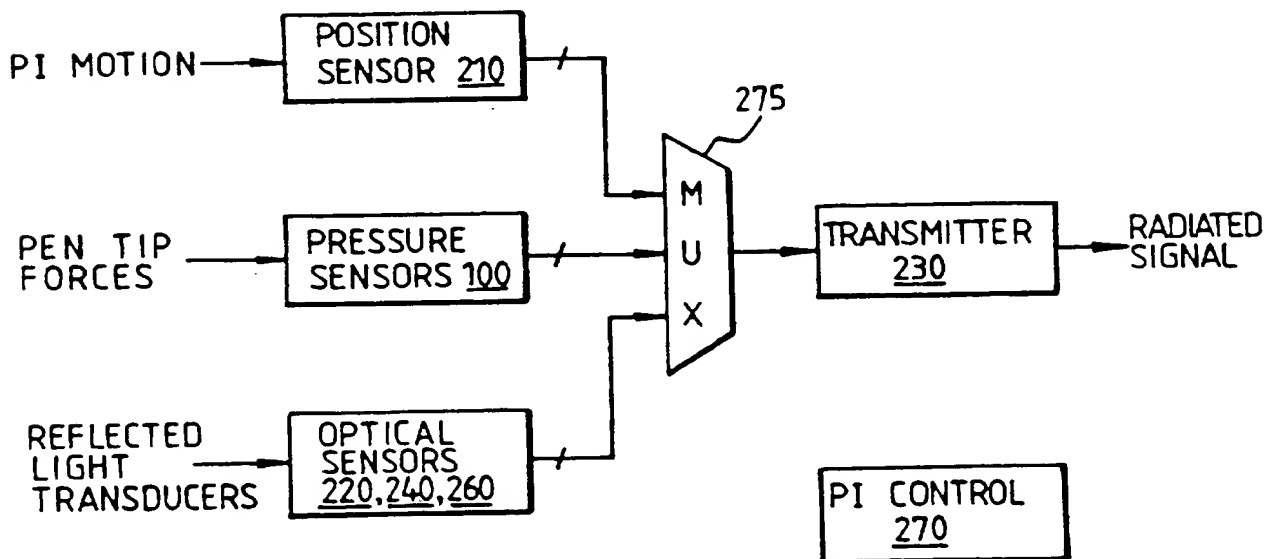 PI MOTION
POSITION
SENSOR 210
275
PEN TIP
FORCES
PRESSURE
SENSORS 100
M
U
X
TRANSMITTER
230
RADIATED
SIGNAL
REFLECTED
LIGHT
TRANSDUCERS
OPTICAL
SENSORS
220, 240, 260
PI CONTROL
270